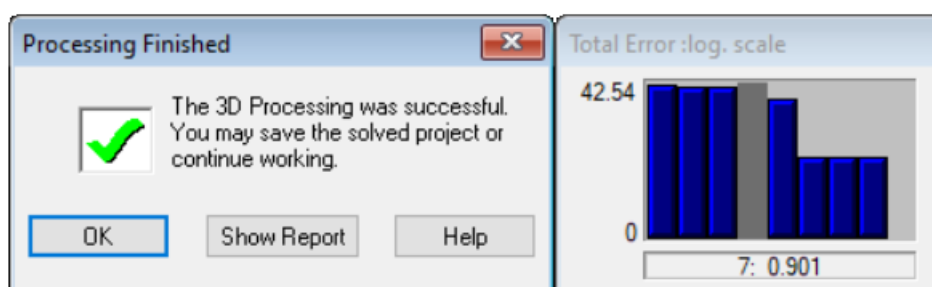 Processing Finished
The 3D Processing was successful.
You may save the solved project or
continue working.
OK
Show Report
Help
Total Error :log. scale
42.54
0
7: 0.901